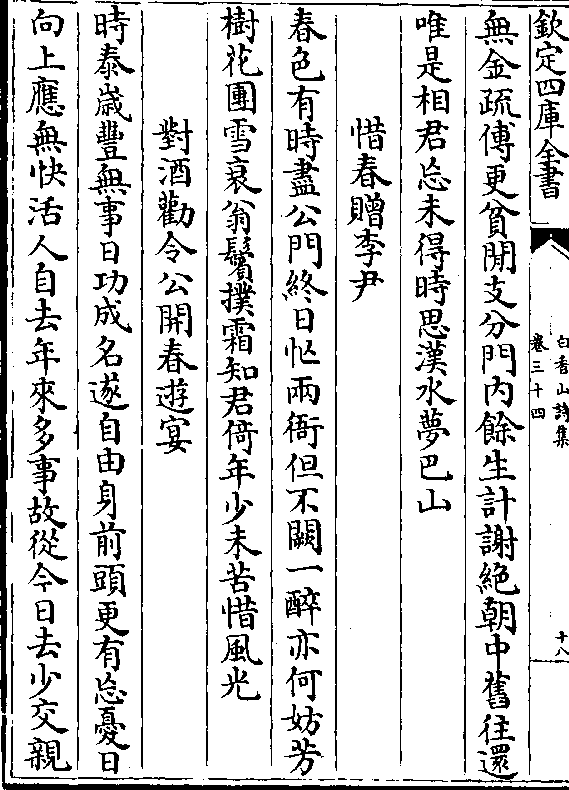 欽定四庫全書
白香山詩集
卷三十四
十八
無金疏傅更貧閒支分門内餘生計謝絶朝中舊往還
唯是相君忘未得時思漢水夢巴山
惜春贈李尹
春色有時盡公門終日忙兩衙但不闕一醉亦何妨芳
樹花團雪衰翁鬢撲霜知君倚年少未苦惜風光
對酒勸令公開春遊宴
時泰嵗豐無事日功成名遂自由身前頭更有忘憂日
向上應無快活人自去年來多事故從今日去少交親